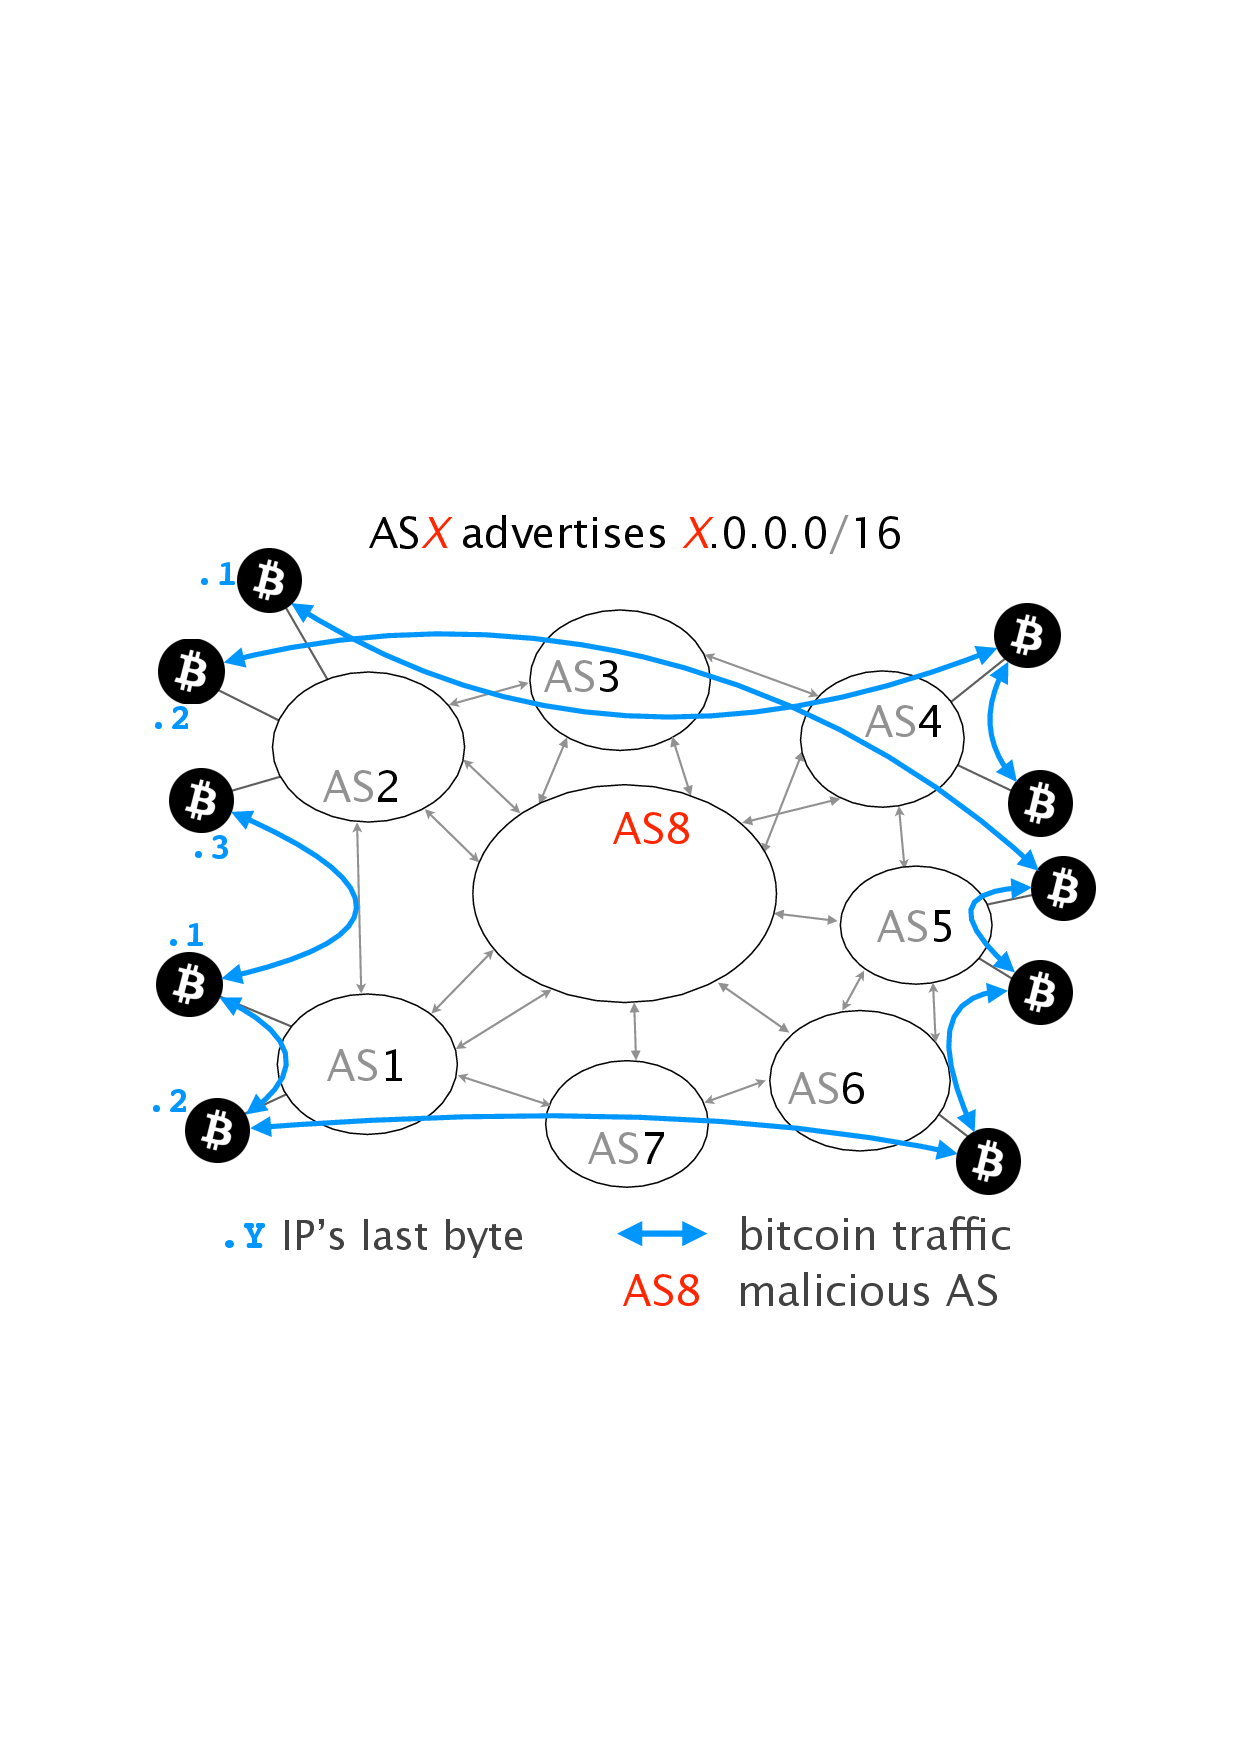 ASX advertises X.0.0.0/16
.1
.2
.3
.1
.2
AS3
AS4
AS2
AS8
AS5
AS1
AS6
AS7
.Y IP’s last byte
bitcoin traffic
AS8 malicious AS